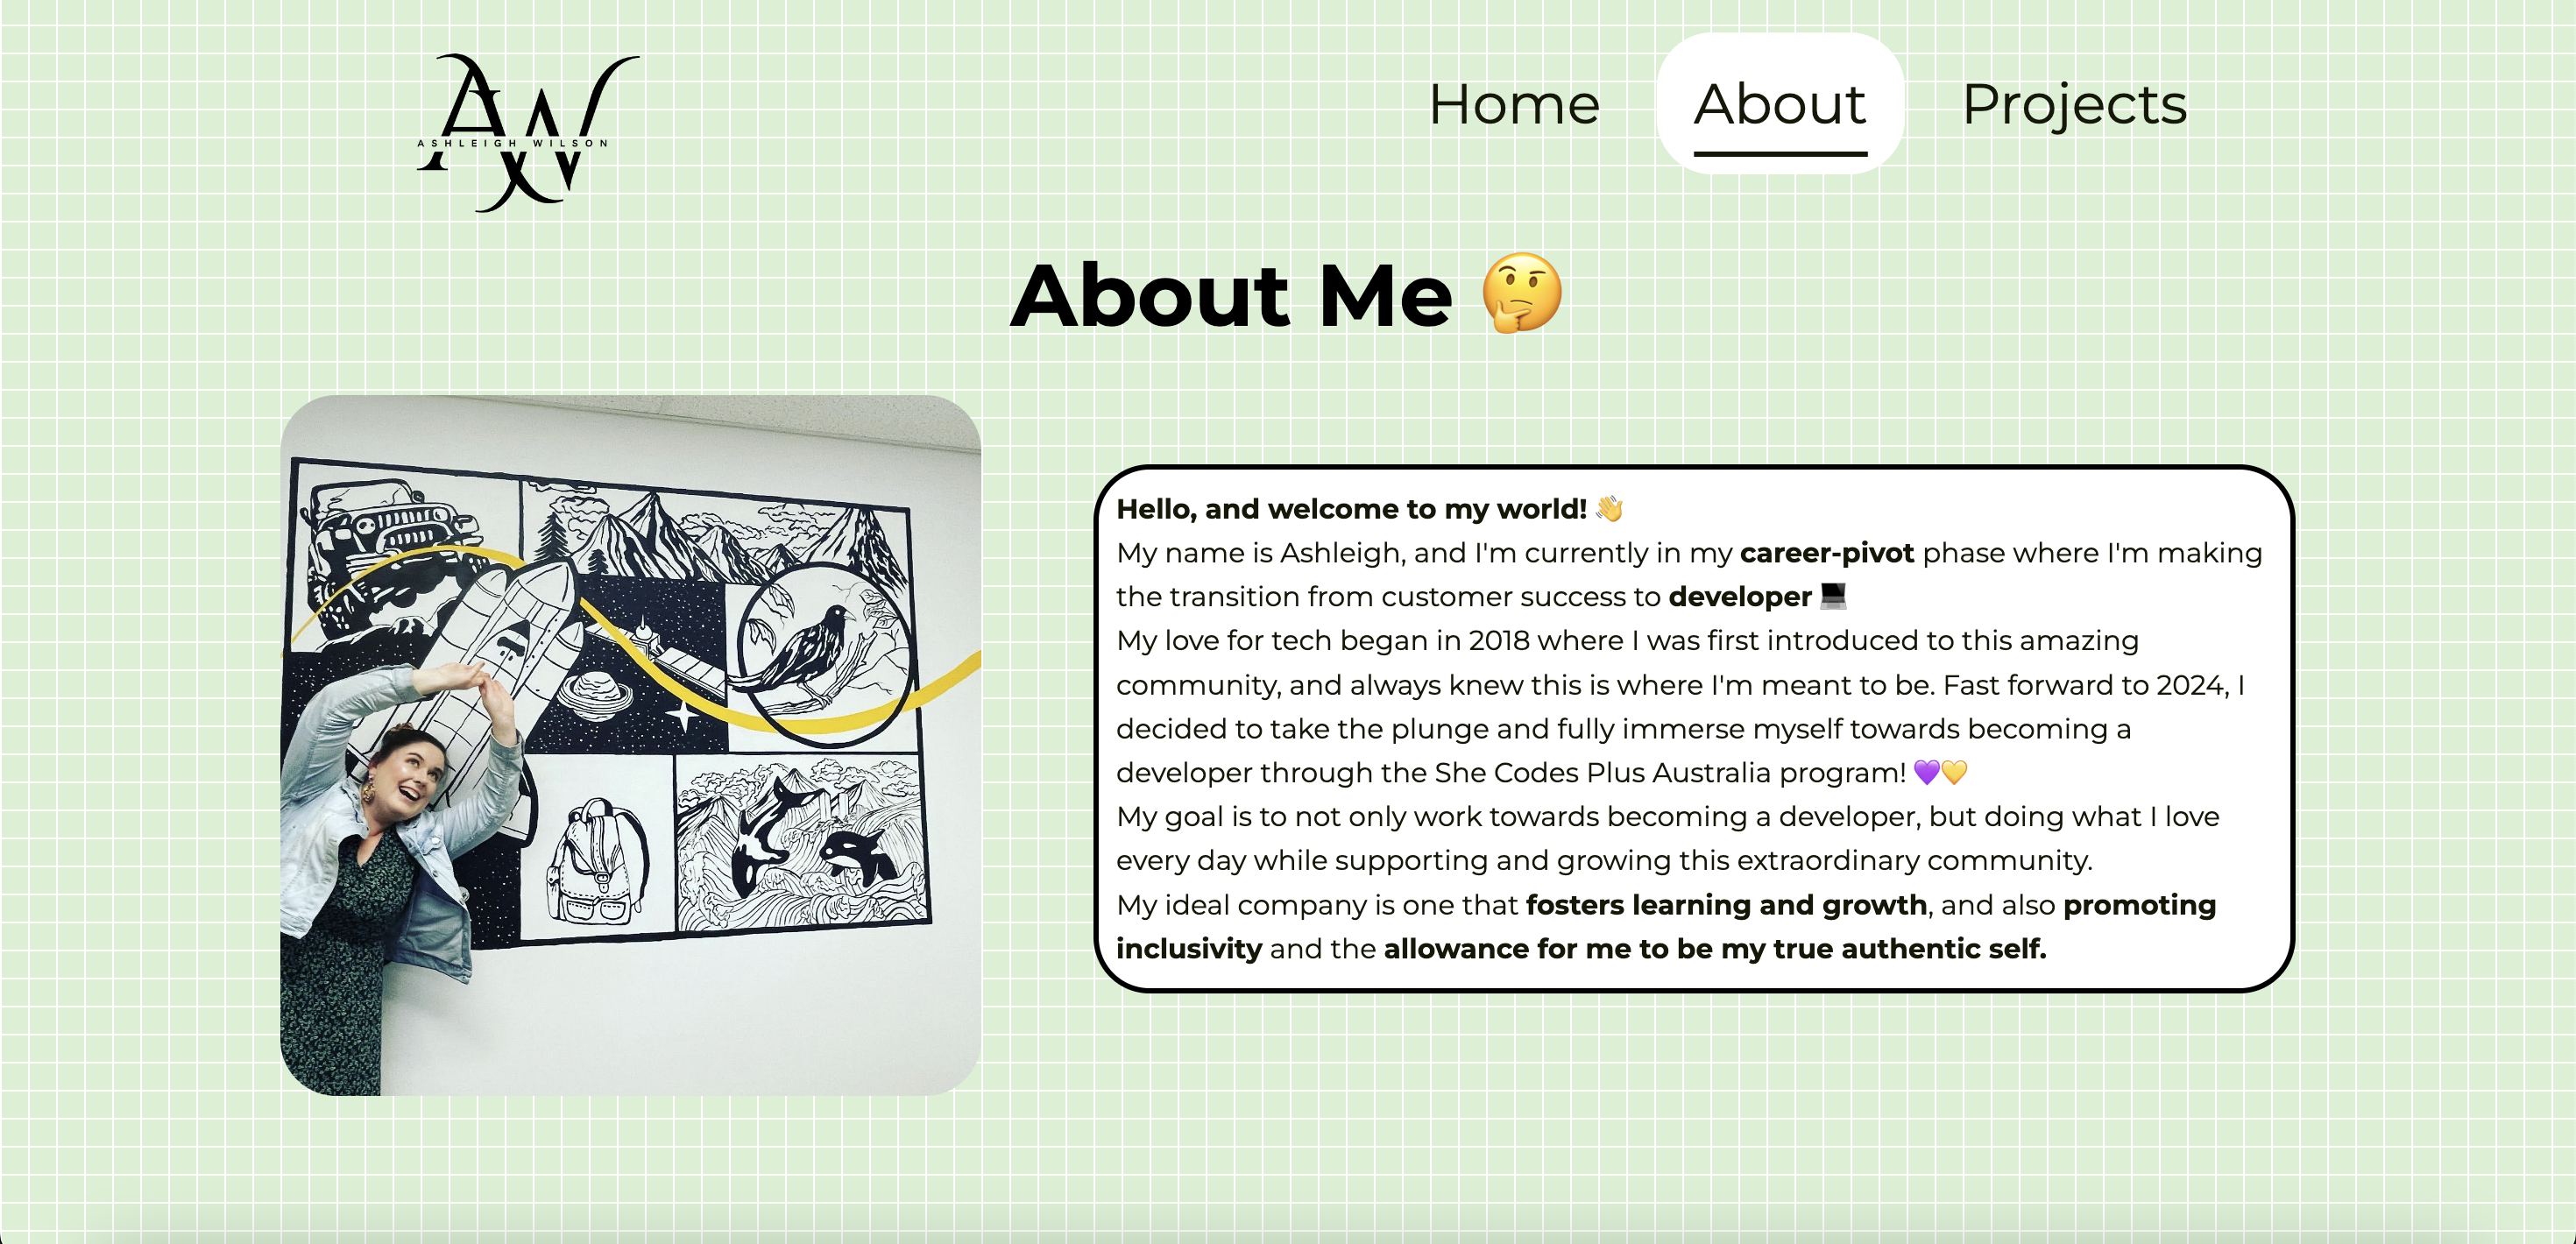 AW
ASHLEIGH WILSON
Home
About
Projects
About Me 🤔
Hello, and welcome to my world! 👋
My name is Ashleigh, and I'm currently in my career-pivot phase where I'm making
the transition from customer success to developer 💻
My love for tech began in 2018 where I was first introduced to this amazing
community, and always knew this is where I'm meant to be. Fast forward to 2024, I
decided to take the plunge and fully immerse myself towards becoming a
developer through the She Codes Plus Australia program! 💜💛
My goal is to not only work towards becoming a developer, but doing what I love
every day while supporting and growing this extraordinary community.
My ideal company is one that fosters learning and growth, and also promoting
inclusivity and the allowance for me to be my true authentic self.